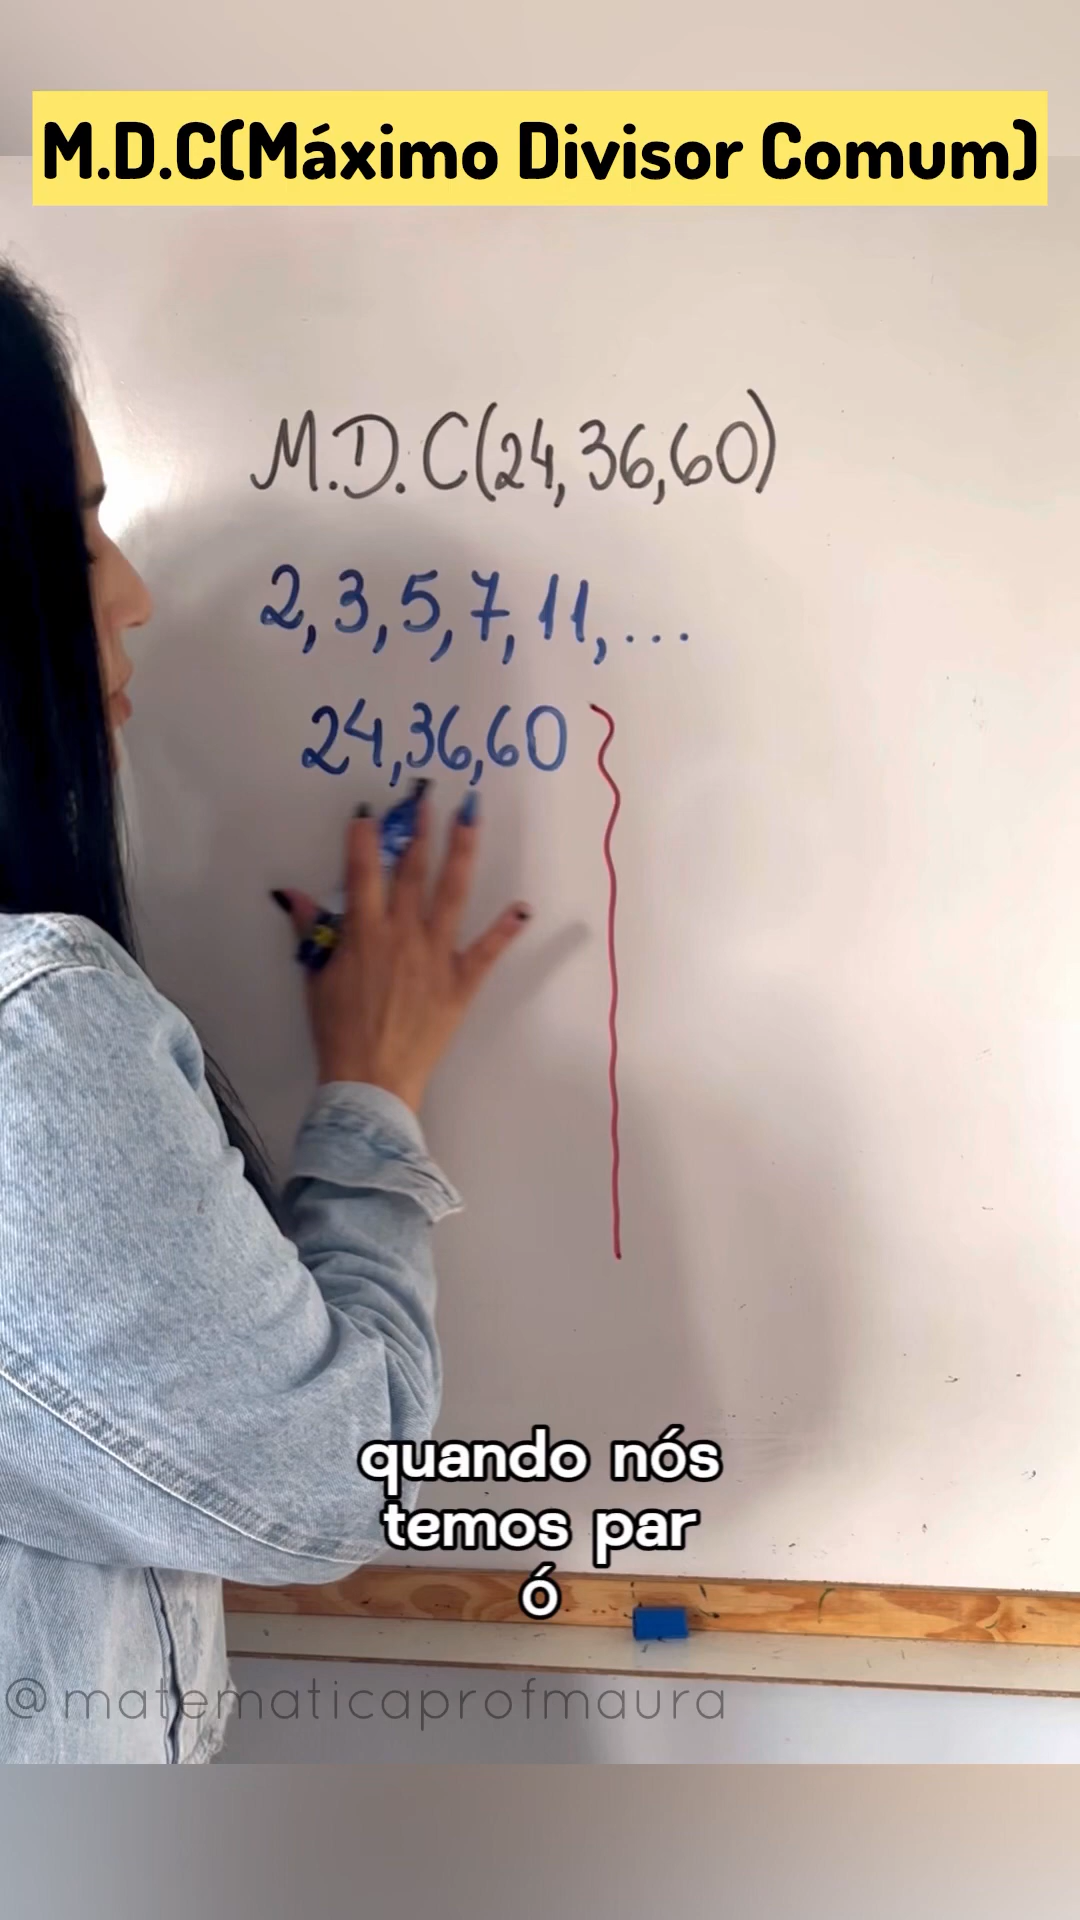 M.D.C(Máximo Divisor Comum)
M.D.C(24,36,60)
2,3,5,7,11,...
24,36,60
quando nós
temos par
ó
@matematicaprofmaura